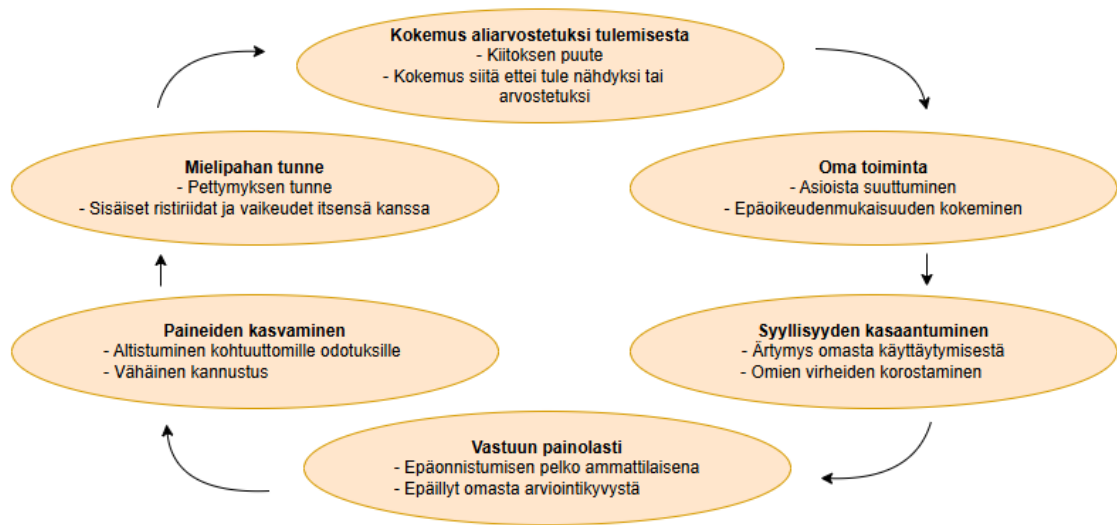 Kokemus aliarvostetuksi tulemisesta
- Kiitoksen puute
- Kokemus siitä ettei tule nähdyksi tai
arvostetuksi
Oma toiminta
- Asioista suuttuminen
- Epäoikeudenmukaisuuden kokeminen
Syyllisyyden kasaantuminen
- Ärtymys omasta käyttäytymisestä
- Omien virheiden korostaminen
Vastuun painolasti
- Epäonnistumisen pelko ammattilaisena
- Epäillyt omasta arviointikyvystä
Paineiden kasvaminen
- Altistuminen kohtuuttomille odotuksille
- Vähäinen kannustus
Mielipahan tunne
- Pettymyksen tunne
- Sisäiset ristiriidat ja vaikeudet itsensä kanssa